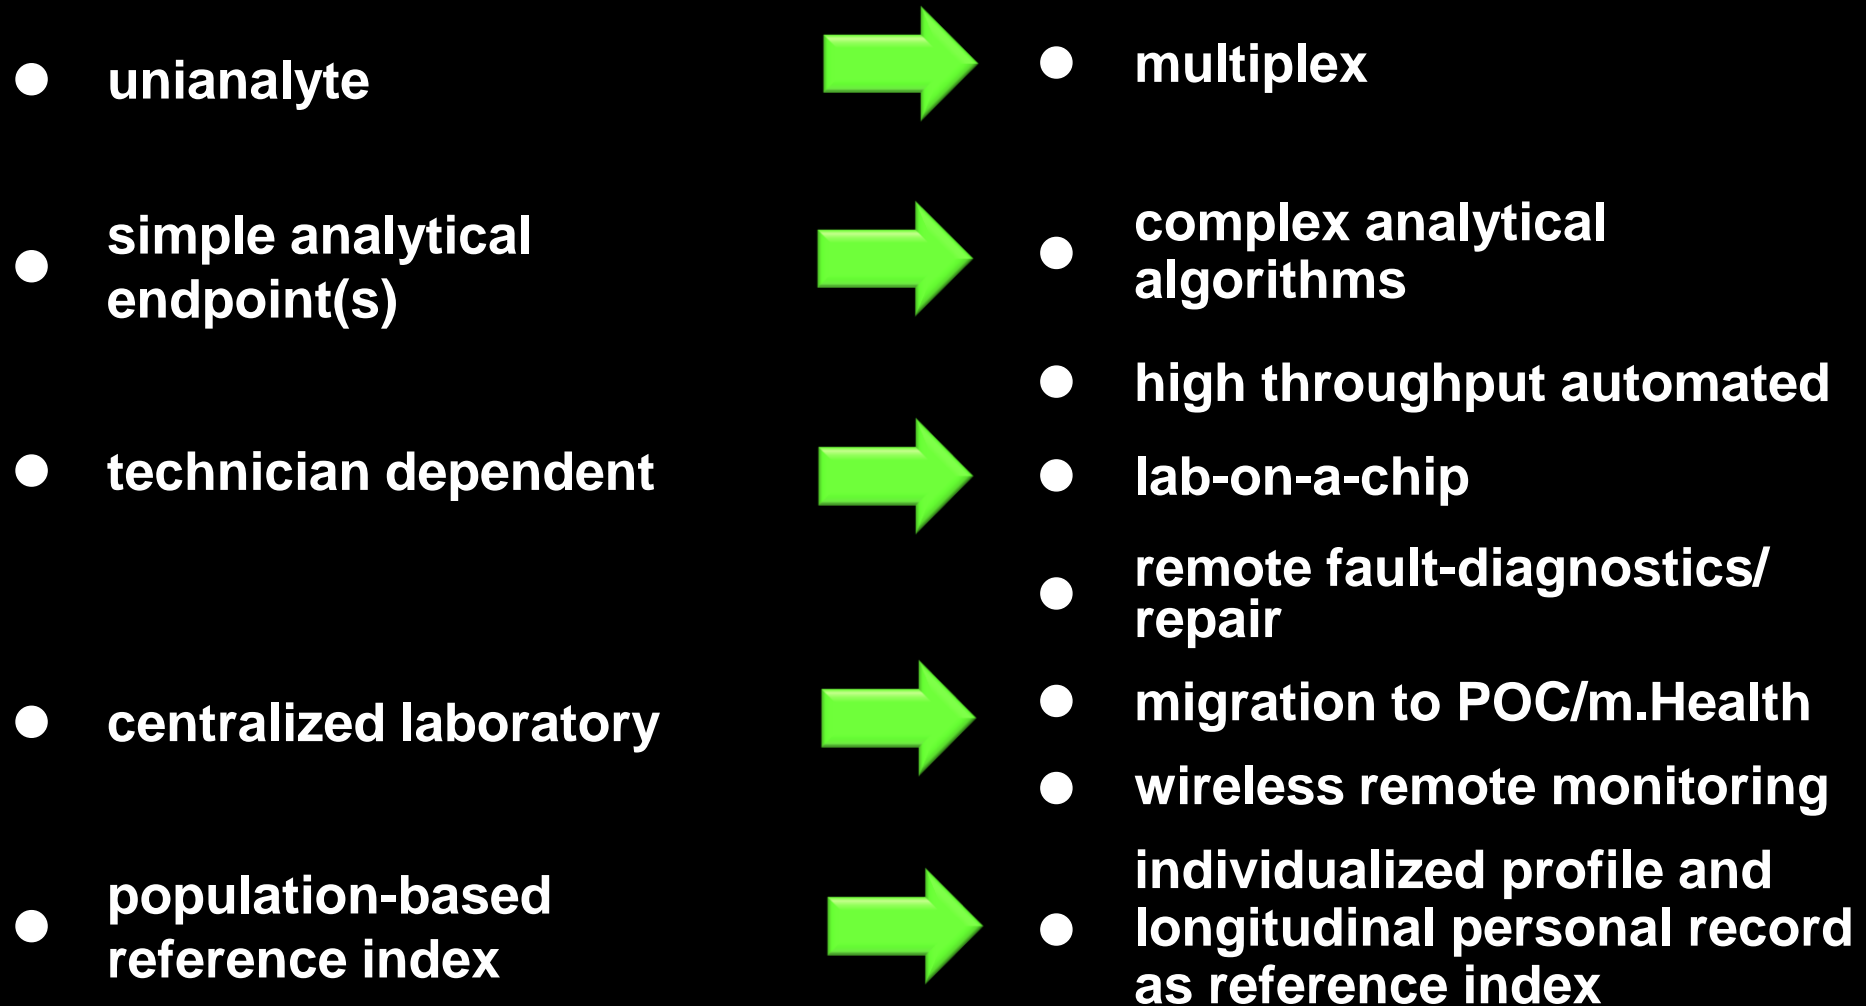 unianalyte
multiplex
simple analytical
endpoint(s)
complex analytical
algorithms
high throughput automated
technician dependent
lab-on-a-chip
remote fault-diagnostics/
repair
centralized laboratory
migration to POC/m.Health
wireless remote monitoring
population-based
reference index
individualized profile and
longitudinal personal record
as reference index